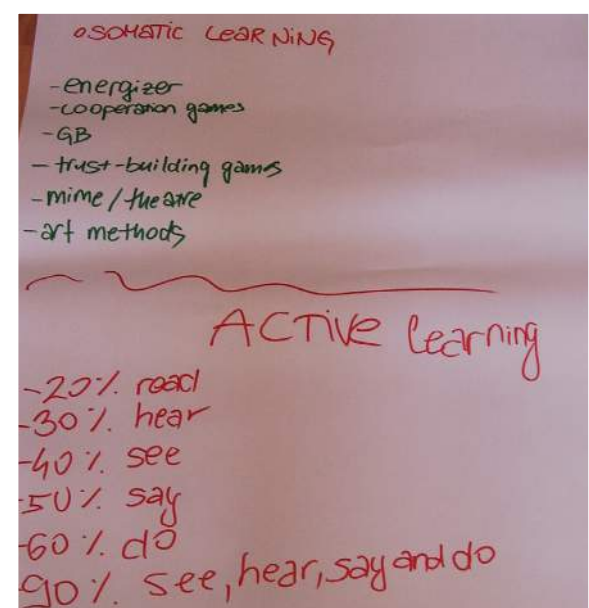 o SOMATIC LEARNING
-energizer
-cooperation games
-GB
- trust-building games
-mime / theatre
-art methods
ACTIVE learning
-20% read
-30% hear
-40% see
-50% say
-60% do
90% see, hear, say and do